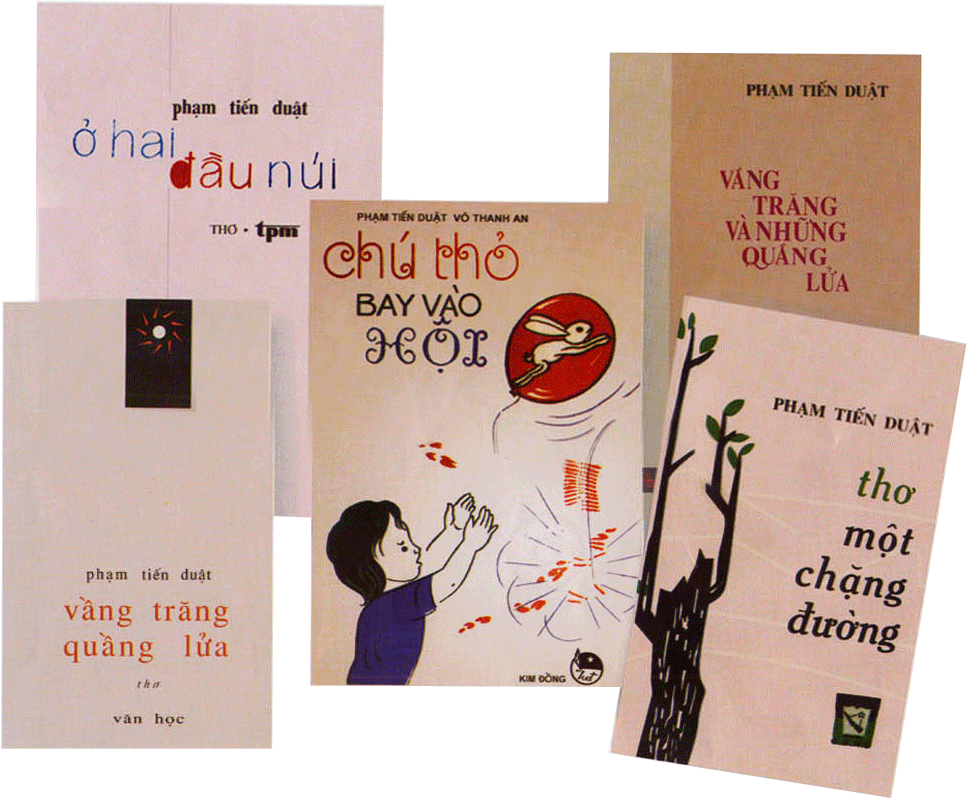 phạm tiến duật
ở hai
đầu núi
THƠ • tpm
PHẠM TIẾN DUẬT
VẦNG
TRĂNG
VÀ NHỮNG
QUẦNG
LỬA
PHẠM TIẾN DUẬT VÕ THANH AN
chú thỏ
BAY VÀO
HỘI
KIM ĐỒNG
kđ
phạm tiến duật
vầng trăng
quầng lửa
thơ
văn học
PHẠM TIẾN DUẬT
thơ
một
chặng
đường